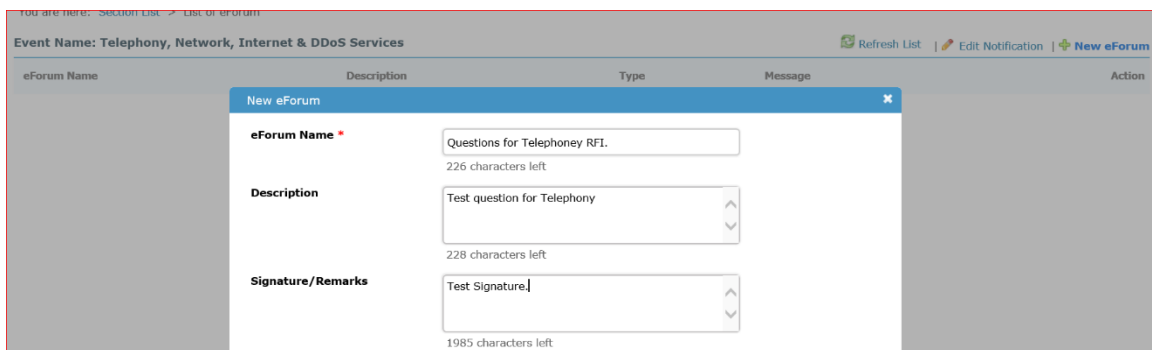 You are here: Section List > List of eForum
Event Name: Telephony, Network, Internet & DDoS Services
Refresh List | Edit Notification | New eForum
eForum Name Description Type Message Action
New eForum
eForum Name *
Questions for Telephoney RFI.
226 characters left
Description
Test question for Telephony
228 characters left
Signature/Remarks
Test Signature.
1985 characters left